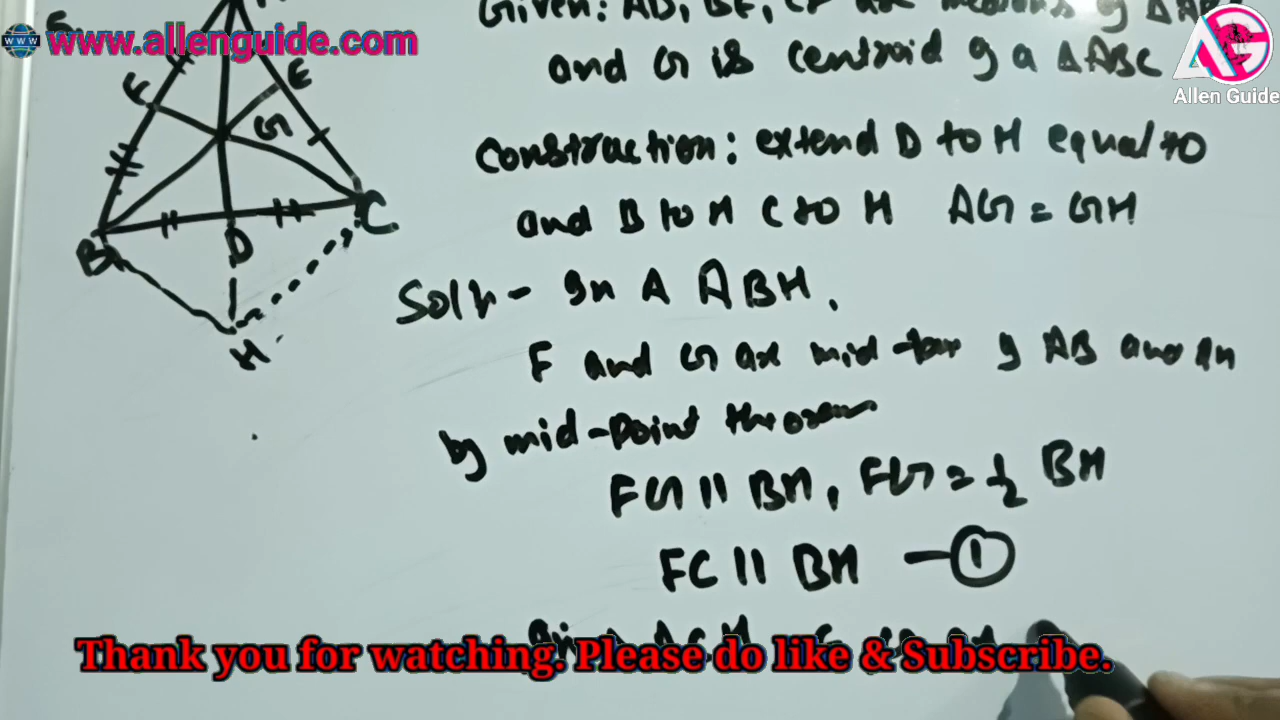 www.allenguide.com
and G is centroid of a ΔABC
AG
Allen Guide
Construction: extend D to H equal to
and B to H C to H AG = GH
F
E
G
B
D
C
H
Soln - In Δ ABH,
F and G are mid- of AB and
by mid-point theorem
FG || BH, FG = 1/2 BH
FC || BH — ①
Thank you for watching. Please do like & Subscribe.